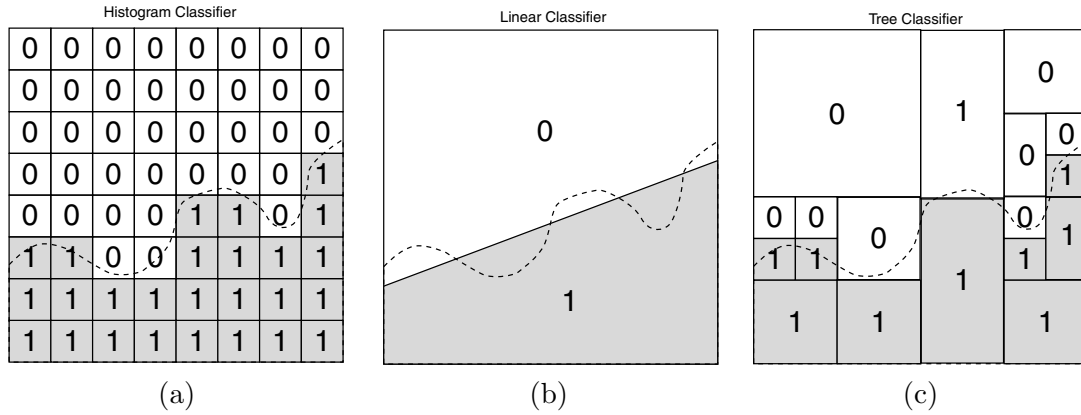 Histogram Classifier
0 0 0 0 0 0 0 0
0 0 0 0 0 0 0 0
0 0 0 0 0 0 0 0
0 0 0 0 0 0 0 1
0 0 0 0 1 1 0 1
1 1 0 0 1 1 1 1
1 1 1 1 1 1 1 1
1 1 1 1 1 1 1 1
(a)
Linear Classifier
0
1
(b)
Tree Classifier
0
0 1
0
0
1
0 0 0
0 1
1 1 1
1
1 1 1
(c)